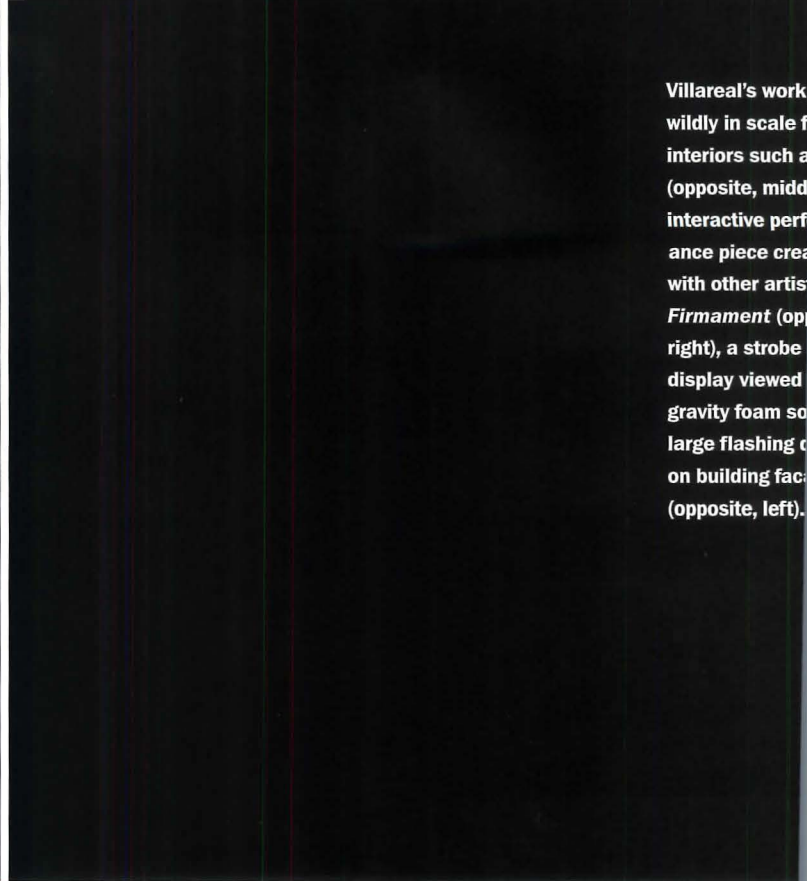 Villareal's work
wildly in scale f
interiors such a
(opposite, midd
interactive perf
ance piece crea
with other artis
Firmament (opp
right), a strobe
display viewed
gravity foam so
large flashing d
on building fac
(opposite, left).